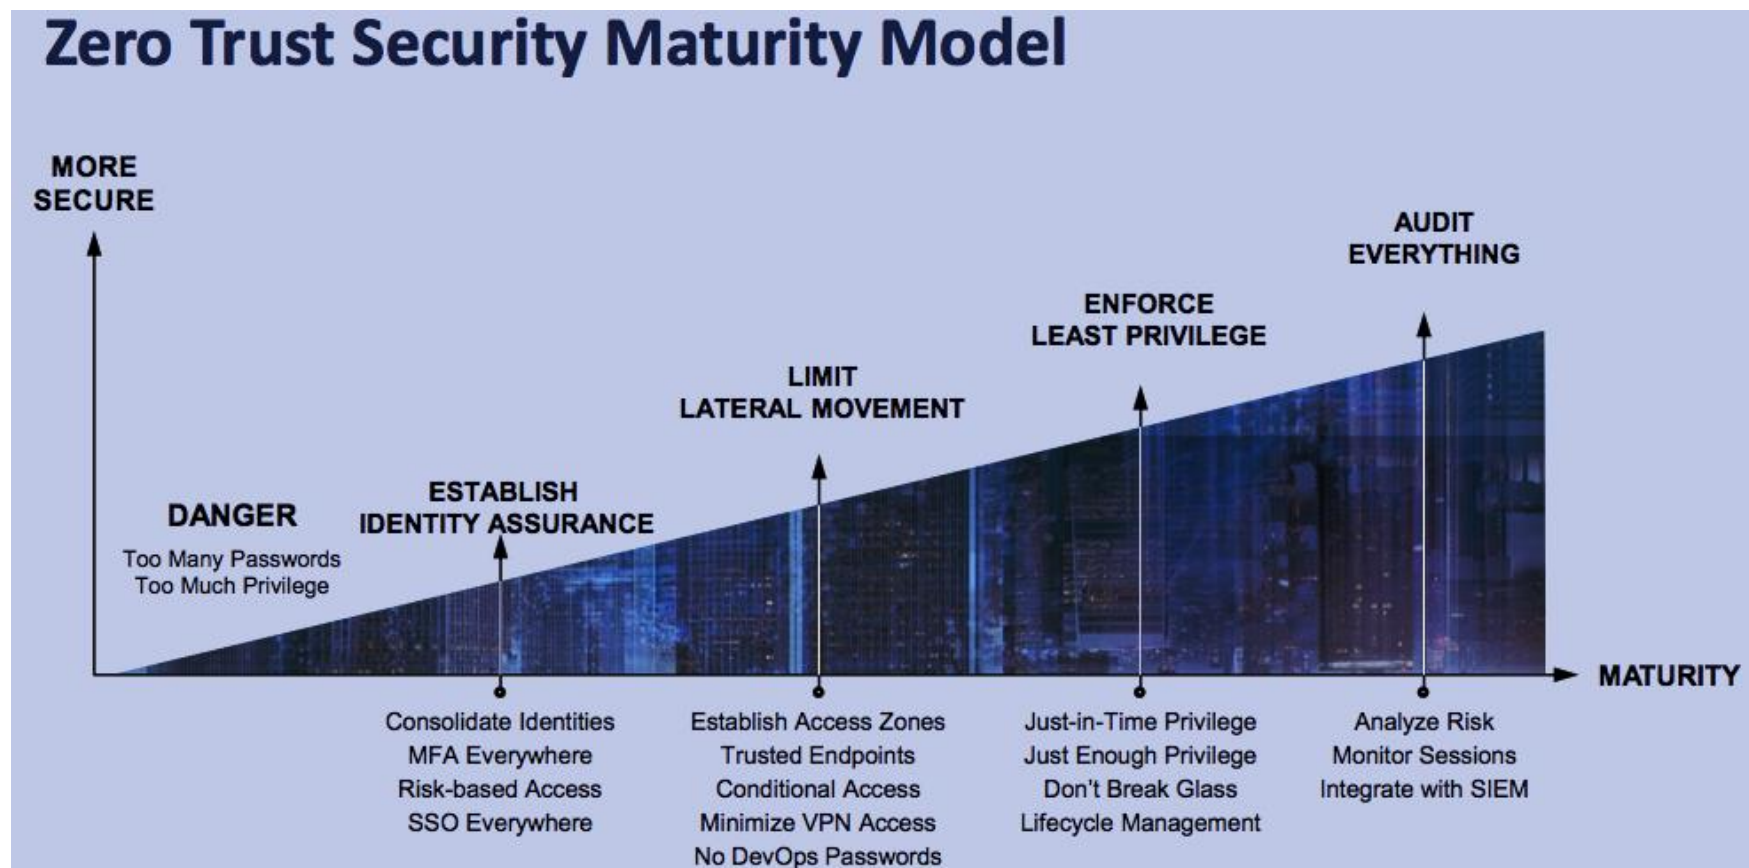 Zero Trust Security Maturity Model
MORE
SECURE
DANGER
Too Many Passwords
Too Much Privilege
ESTABLISH
IDENTITY ASSURANCE
LIMIT
LATERAL MOVEMENT
ENFORCE
LEAST PRIVILEGE
AUDIT
EVERYTHING
MATURITY
Consolidate Identities
MFA Everywhere
Risk-based Access
SSO Everywhere
Establish Access Zones
Trusted Endpoints
Conditional Access
Minimize VPN Access
No DevOps Passwords
Just-in-Time Privilege
Just Enough Privilege
Don't Break Glass
Lifecycle Management
Analyze Risk
Monitor Sessions
Integrate with SIEM